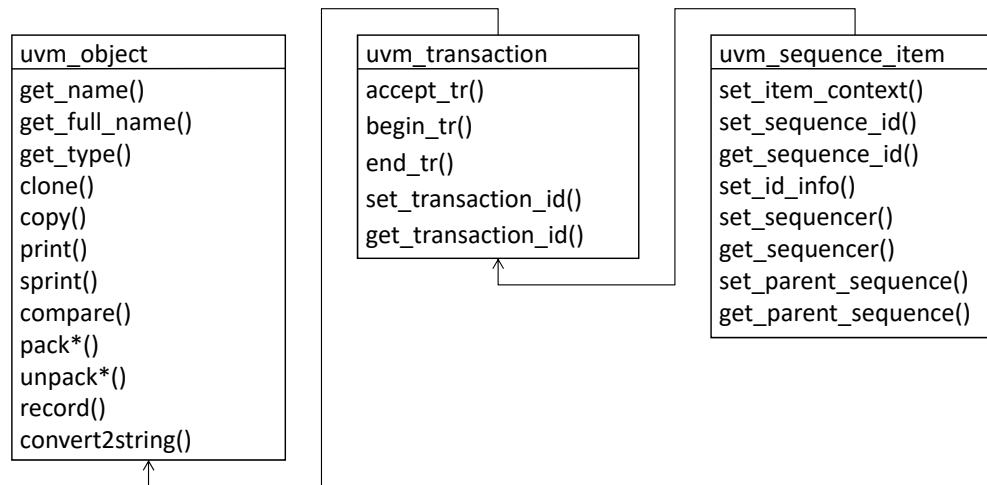 uvm_object
get_name()
get_full_name()
get_type()
clone()
copy()
print()
sprint()
compare()
pack*()
unpack*()
record()
convert2string()
uvm_transaction
accept_tr()
begin_tr()
end_tr()
set_transaction_id()
get_transaction_id()
uvm_sequence_item
set_item_context()
set_sequence_id()
get_sequence_id()
set_id_info()
set_sequencer()
get_sequencer()
set_parent_sequence()
get_parent_sequence()